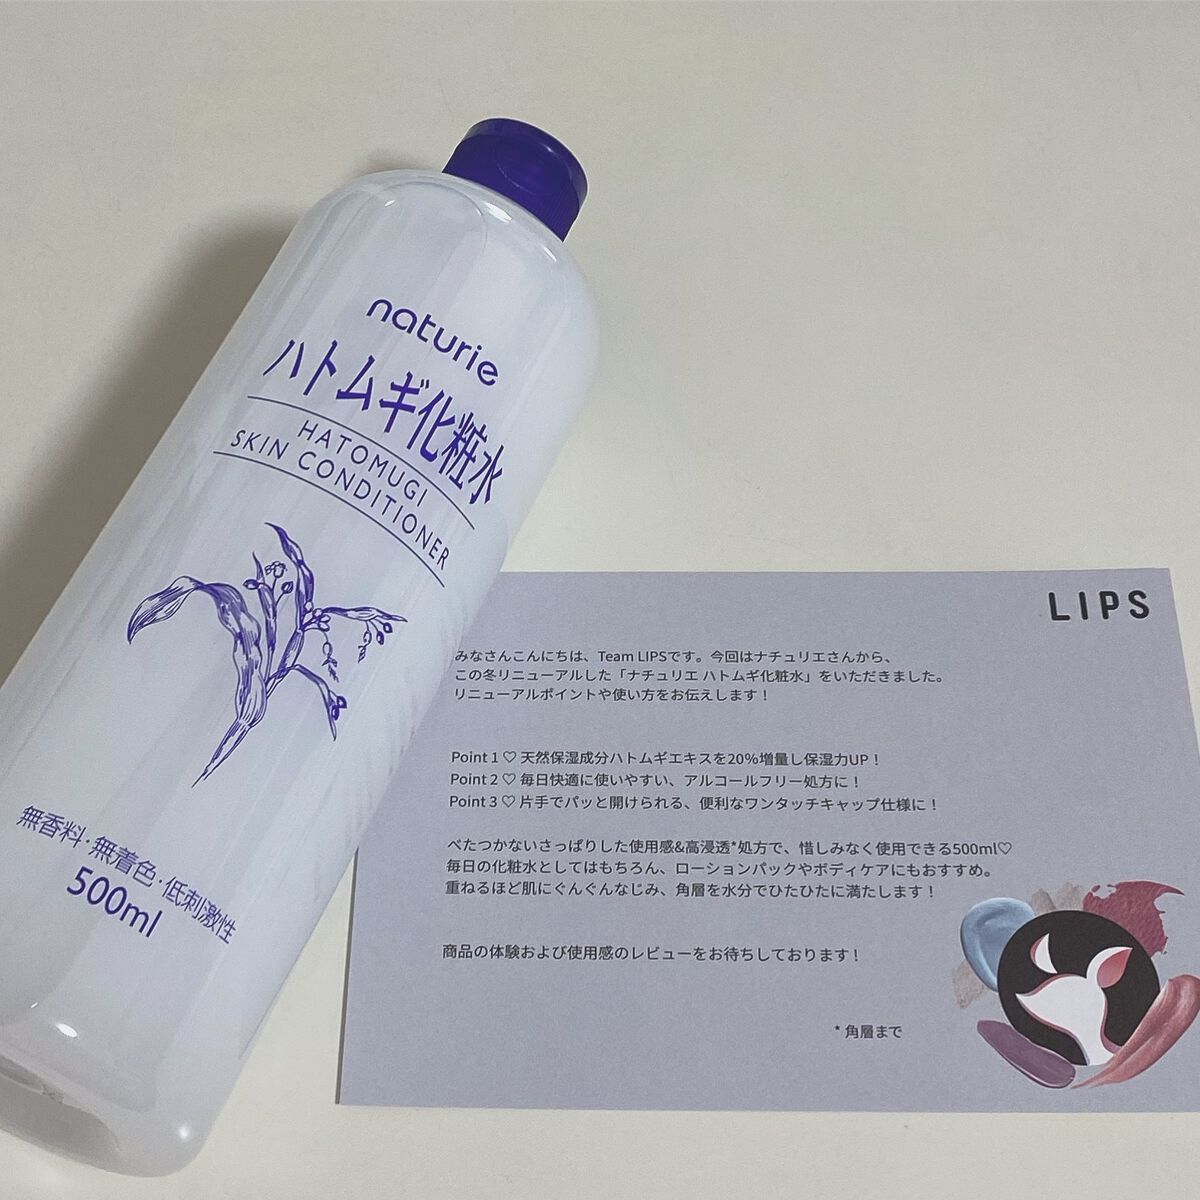 naturie
ハトムギ化粧水
HATOMUGI
SKIN CONDITIONER
無香料・無着色・低刺激性
500ml
LIPS
みなさんこんにちは、Team LIPSです。今回はナチュリエさんから、
この冬リニューアルした「ナチュリエ ハトムギ化粧水」をいただきました。
リニューアルポイントや使い方をお伝えします！
Point 1 ♡ 天然保湿成分ハトムギエキスを20%増量し保湿力UP！
Point 2 ♡ 毎日快適に使いやすい、アルコールフリー処方に！
Point 3 ♡ 片手でパッと開けられる、便利なワンタッチキャップ仕様に！
べたつかないさっぱりした使用感&高浸透*処方で、惜しみなく使用できる500ml♡
毎日の化粧水としてはもちろん、ローションパックやボディケアにもおすすめ。
重ねるほど肌にぐんぐんなじみ、角層を水分でひたひたに満たします！
商品の体験および使用感のレビューをお待ちしております！
* 角層まで